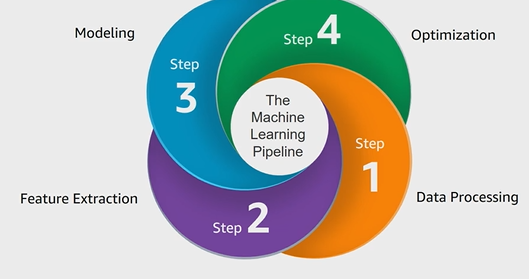 Modeling
Step 4
Optimization
Step
3
The
Machine
Learning
Pipeline
Step
1
Feature Extraction
Step 2
Data Processing